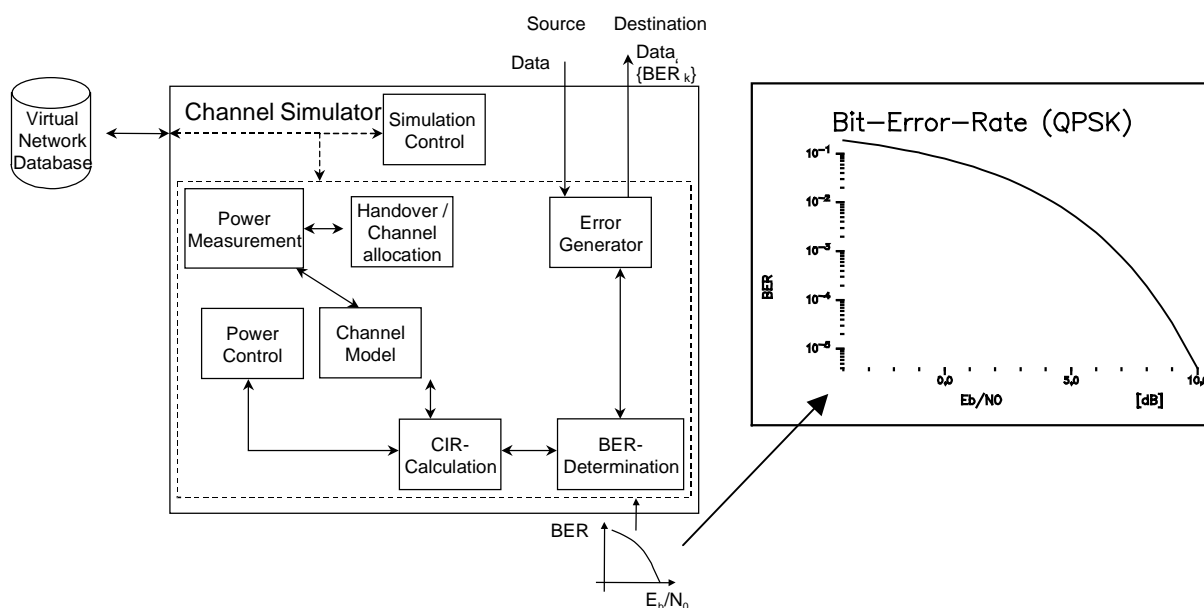 Source
Destination
Data
Data,
{BER k}
Virtual
Network
Database
Channel Simulator
Simulation
Control
Power
Measurement
Handover /
Channel
allocation
Error
Generator
Power
Control
Channel
Model
CIR-
Calculation
BER-
Determination
BER
Eb/N0
Bit-Error-Rate (QPSK)
BER
10-1
10-2
10-3
10-4
10-5
0.0
5.0
10.0
Eb/N0
[dB]